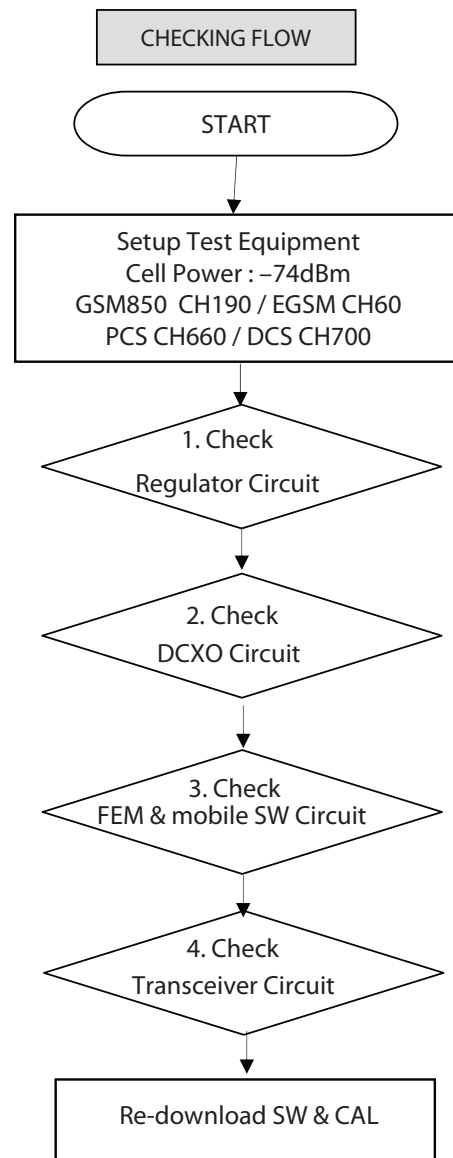 CHECKING FLOW
START
Setup Test Equipment
Cell Power : –74dBm
GSM850  CH190 / EGSM CH60
PCS CH660 / DCS CH700
1. Check
Regulator Circuit
2. Check
DCXO Circuit
3. Check
FEM & mobile SW Circuit
4. Check
Transceiver Circuit
Re-download SW & CAL